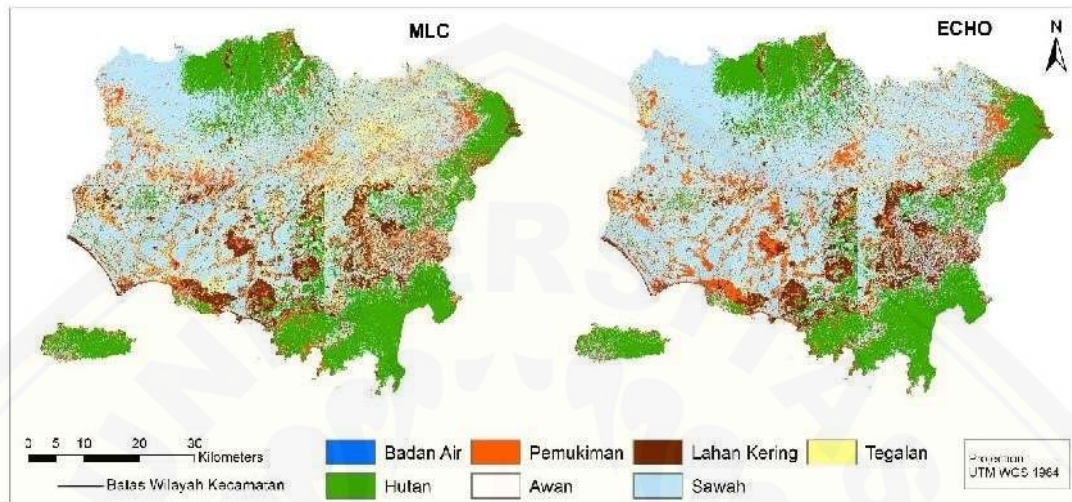 MLC
ECHO
N
0 5 10 20 30
Kilometers
Batas Wilayah Kecamatan
Badan Air
Pemukiman
Lahan Kering
Tegalan
Hutan
Awan
Sawah
Projection
UTM WGS 1984
UNIVERSITAS